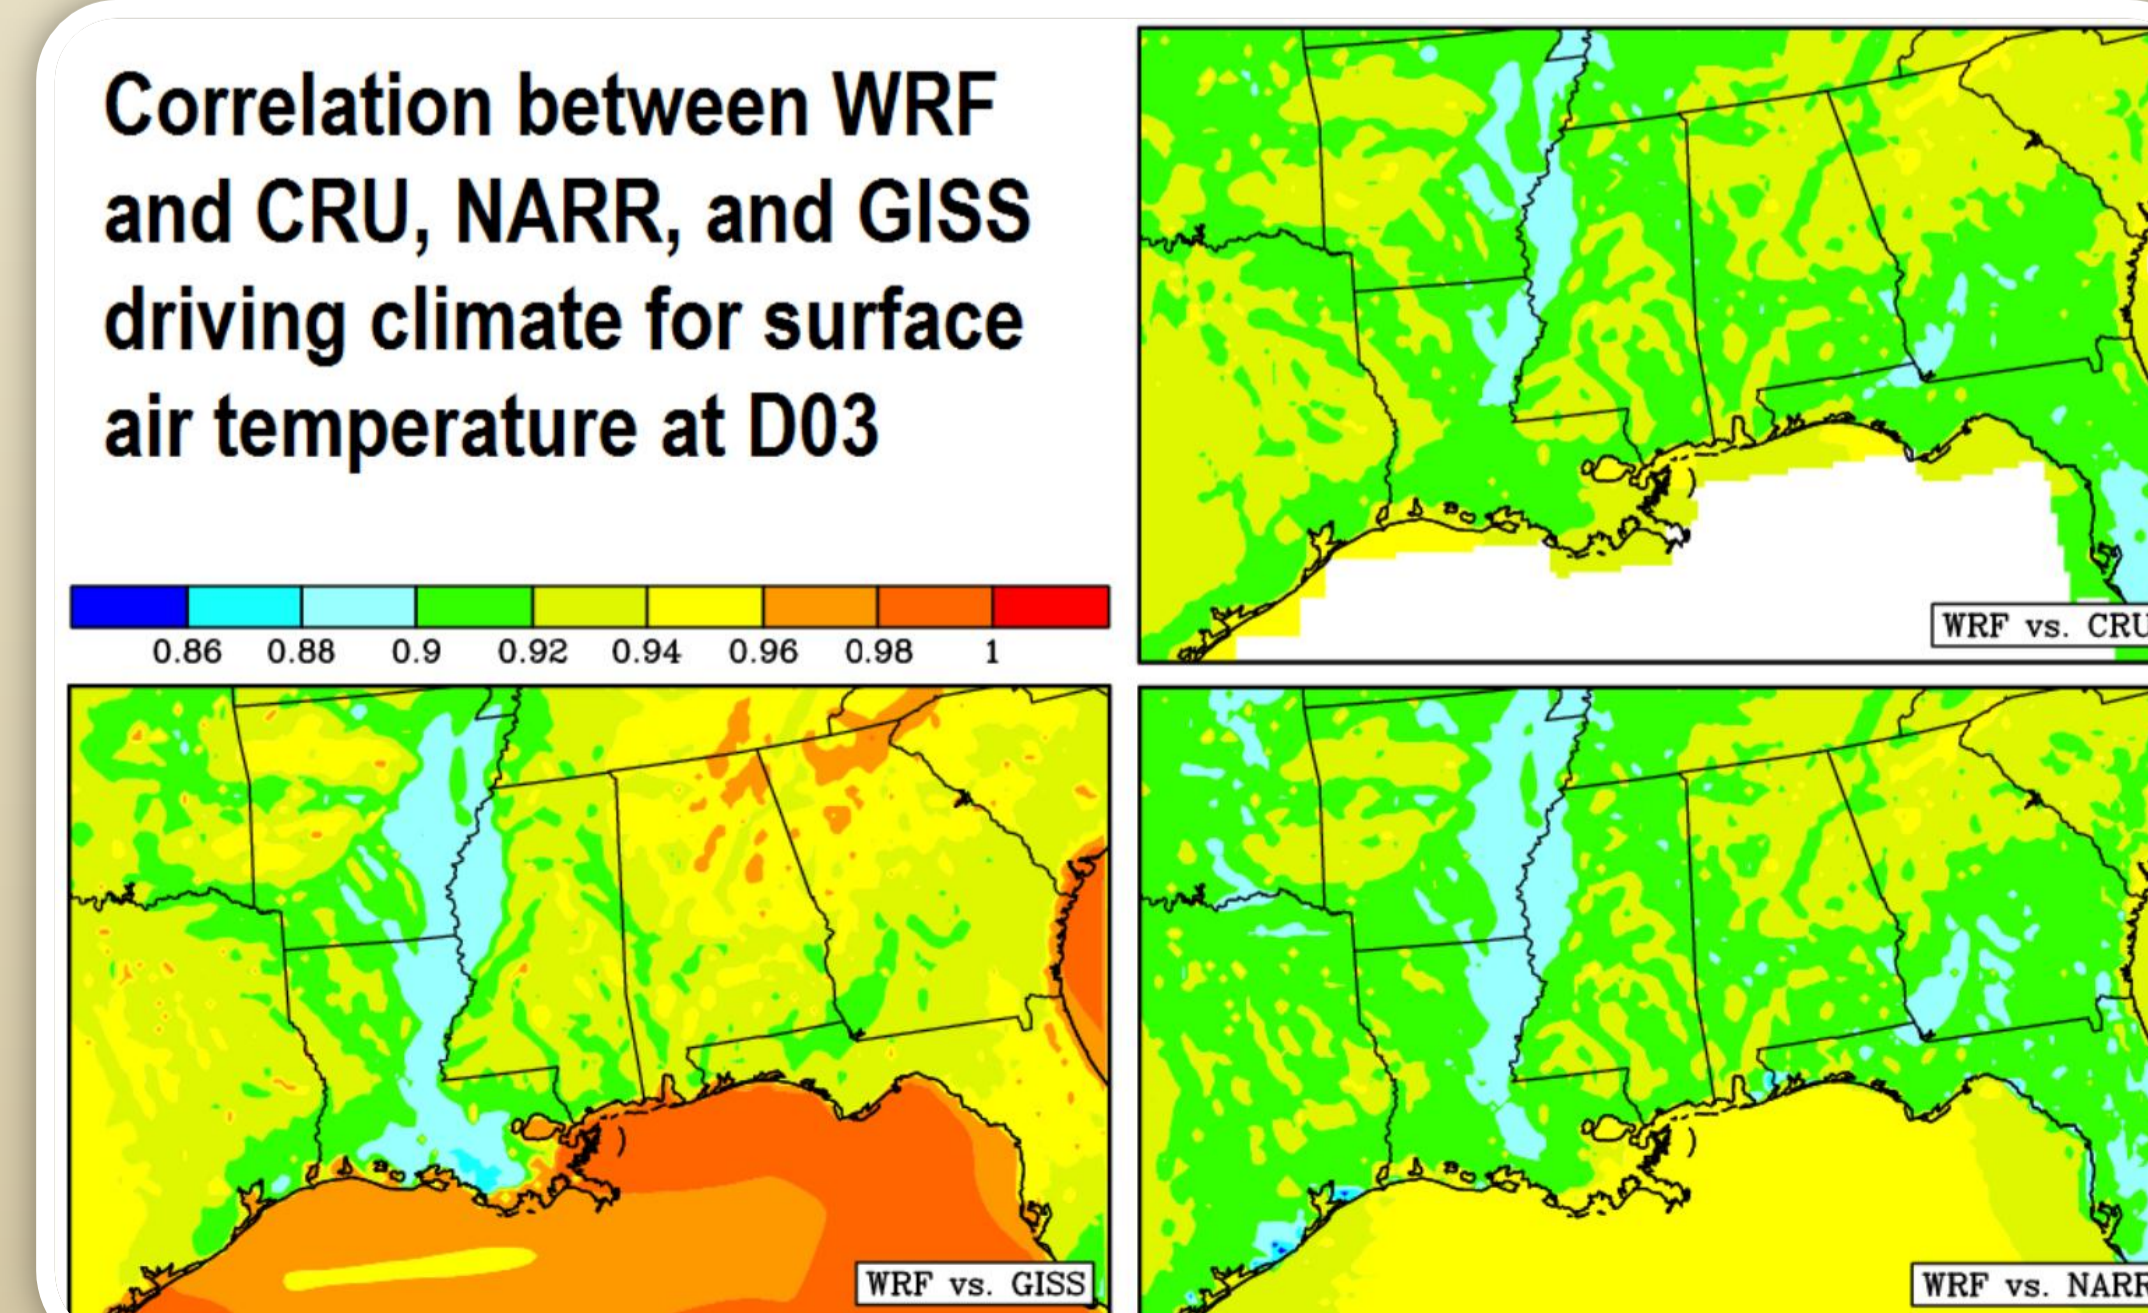 Correlation between WRF
and CRU, NARR, and GISS
driving climate for surface
air temperature at D03
0.86 0.88 0.9 0.92 0.94 0.96 0.98 1
WRF vs. CRU
WRF vs. GISS
WRF vs. NARR